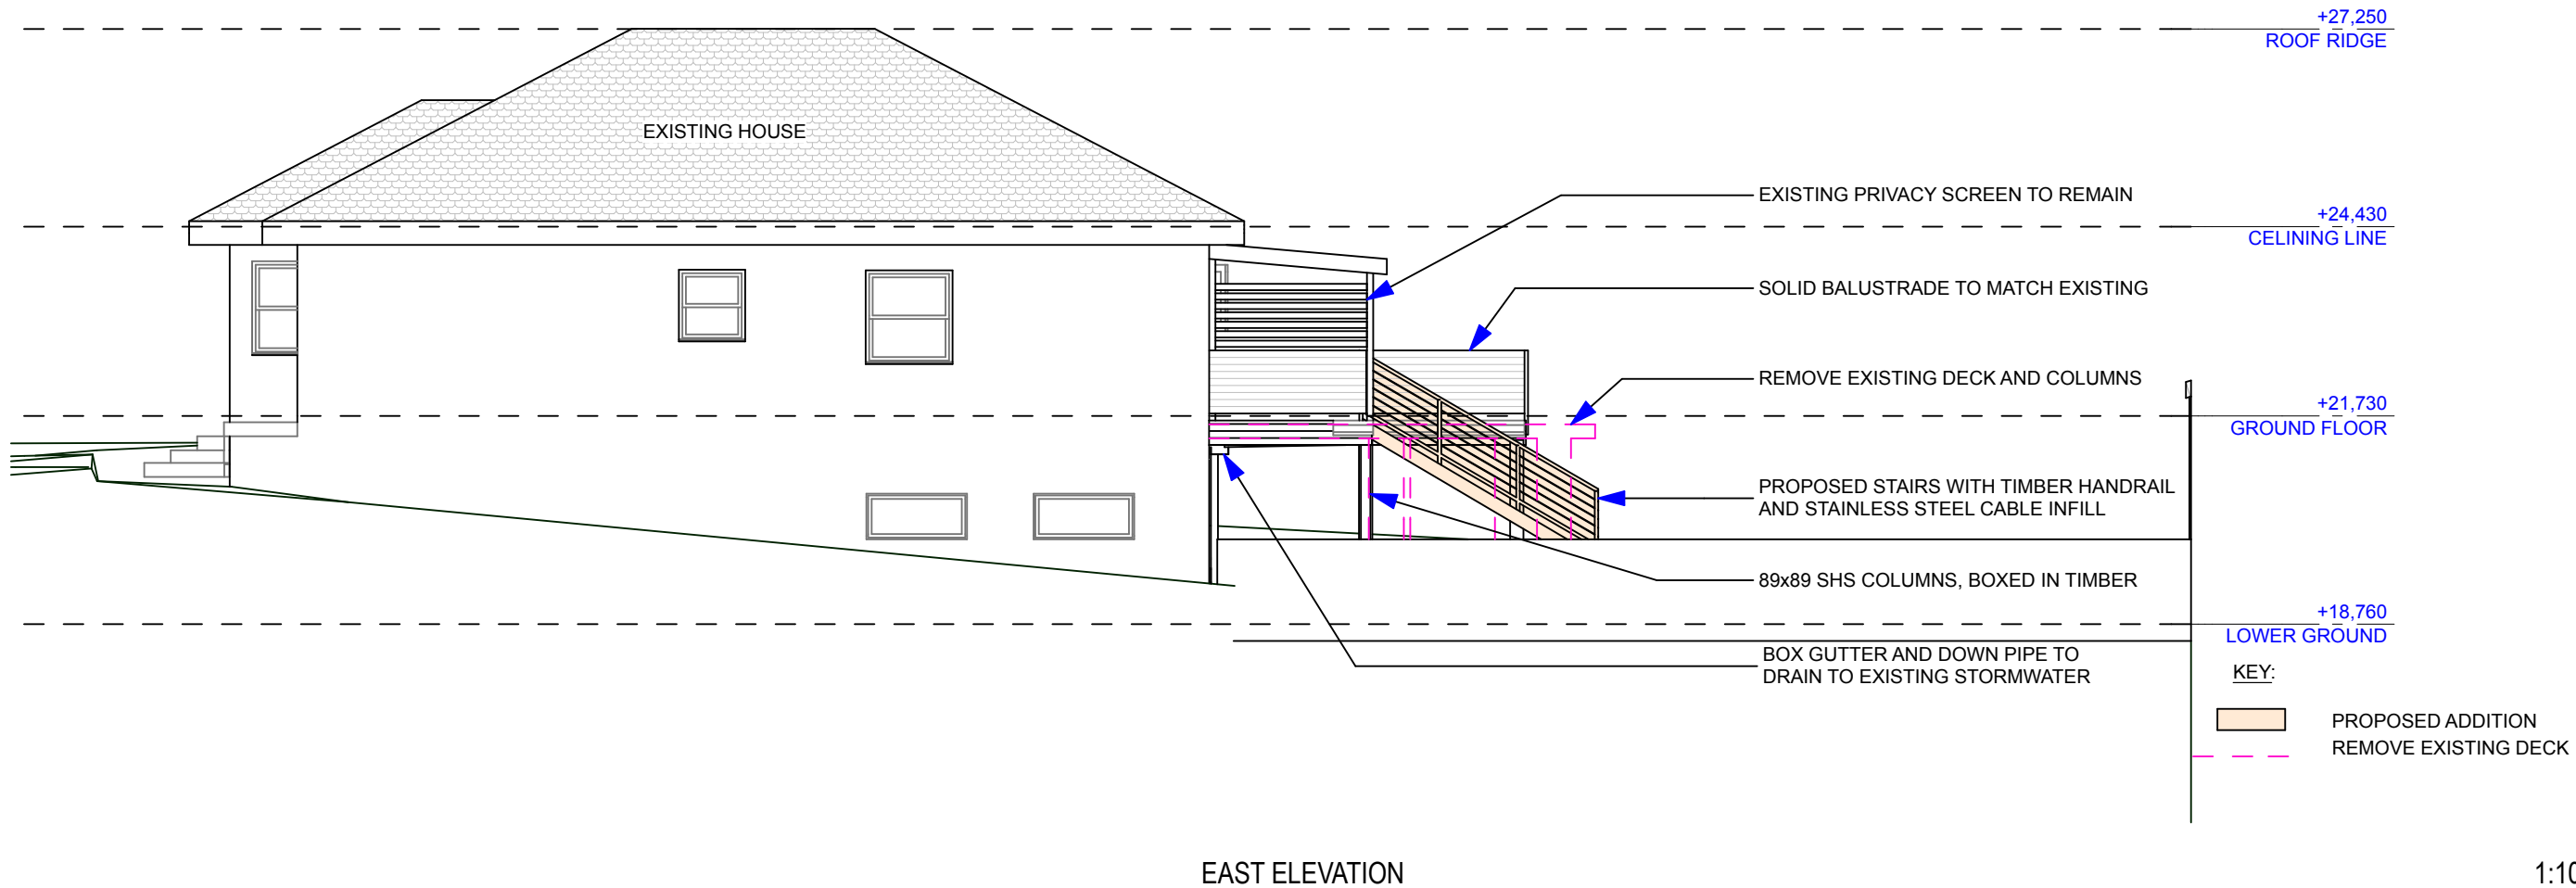 +27,250
ROOF RIDGE
EXISTING HOUSE
EXISTING PRIVACY SCREEN TO REMAIN
+24,430
CELINING LINE
SOLID BALUSTRADE TO MATCH EXISTING
REMOVE EXISTING DECK AND COLUMNS
+21,730
GROUND FLOOR
PROPOSED STAIRS WITH TIMBER HANDRAIL
AND STAINLESS STEEL CABLE INFILL
89x89 SHS COLUMNS, BOXED IN TIMBER
+18,760
LOWER GROUND
BOX GUTTER AND DOWN PIPE TO
DRAIN TO EXISTING STORMWATER
KEY:
PROPOSED ADDITION
REMOVE EXISTING DECK
EAST ELEVATION